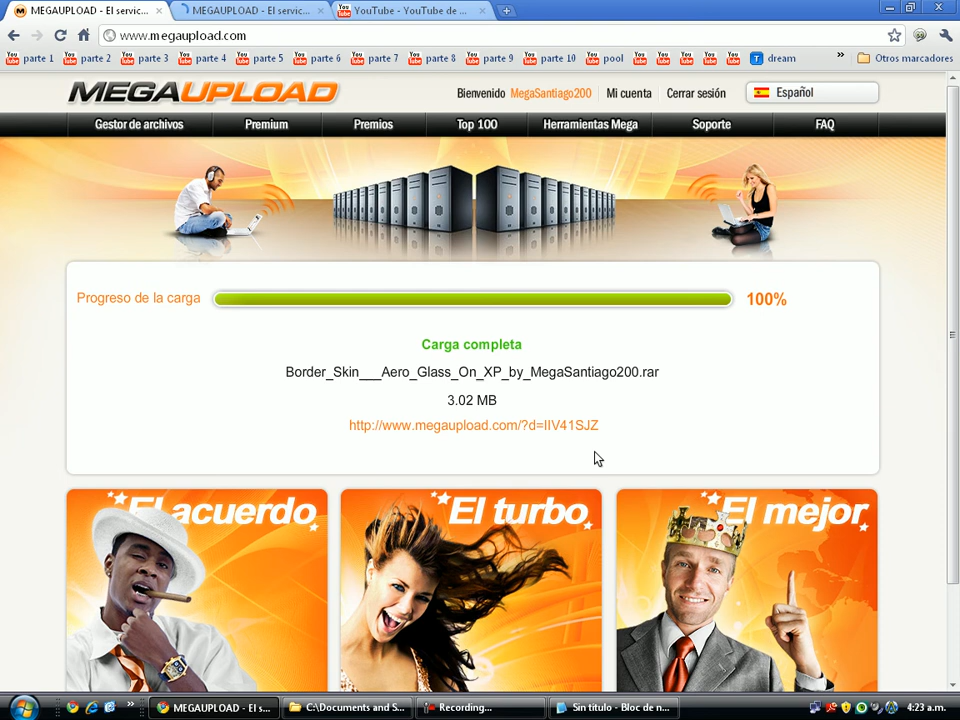 MEGAUPLOAD - El servic...
MEGAUPLOAD - El servic...
YouTube - YouTube de ...
www.megaupload.com
parte 1
parte 2
parte 3
parte 4
parte 5
parte 6
parte 7
parte 8
parte 9
parte 10
pool
dream
Otros marcadores
MEGAUPLOAD
Bienvenido MegaSantiago200
Mi cuenta
Cerrar sesión
Español
Gestor de archivos
Premium
Premios
Top 100
Herramientas Mega
Soporte
FAQ
Progreso de la carga
100%
Carga completa
Border_Skin___Aero_Glass_On_XP_by_MegaSantiago200.rar
3.02 MB
http://www.megaupload.com/?d=IIV41SJZ
El acuerdo
El turbo
El mejor
MEGAUPLOAD - El s...
C:\Documents and S...
Recording...
Sin título - Bloc de n...
4:23 a.m.